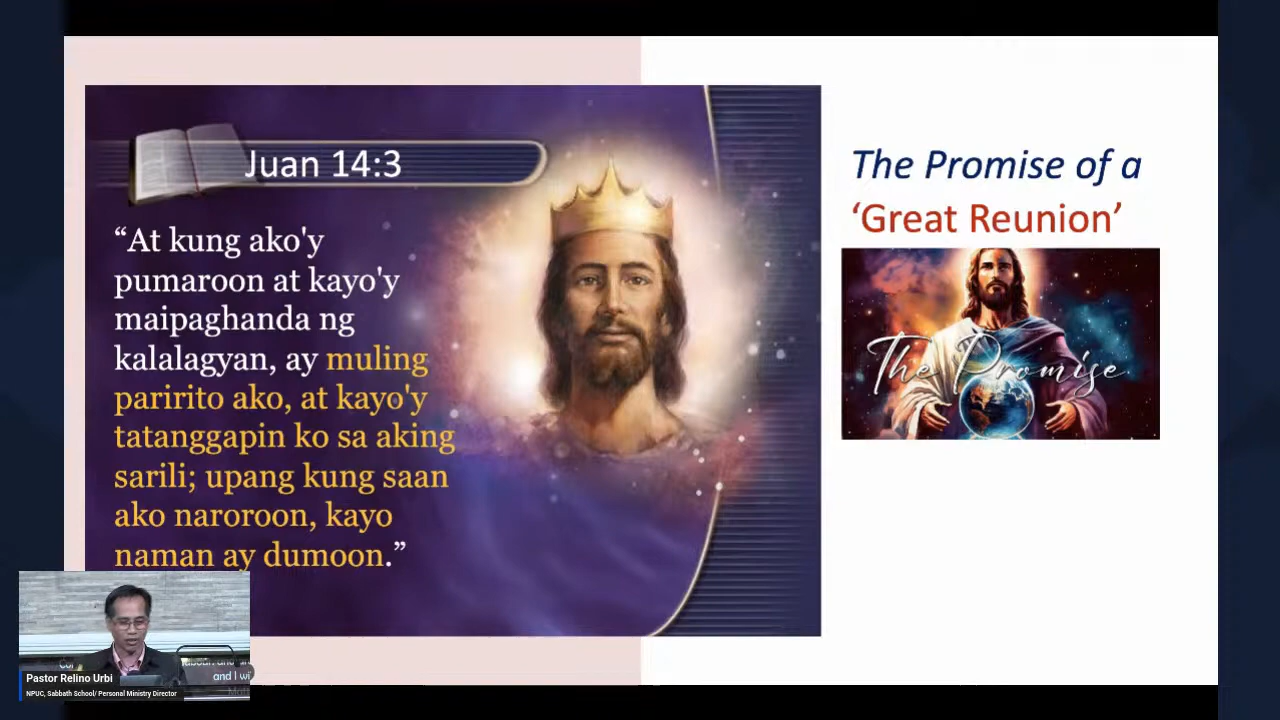 Juan 14:3
“At kung ako'y
pumaroon at kayo'y
maipaghanda ng
kalalagyan, ay muling
paririto ako, at kayo'y
tatanggapin ko sa aking
sarili; upang kung saan
ako naroroon, kayo
naman ay dumoon.”
The Promise of a
‘Great Reunion’
The Promise
and I wi
Pastor Relino Urbi
NPUC, Sabbath School/ Personal Ministry Director